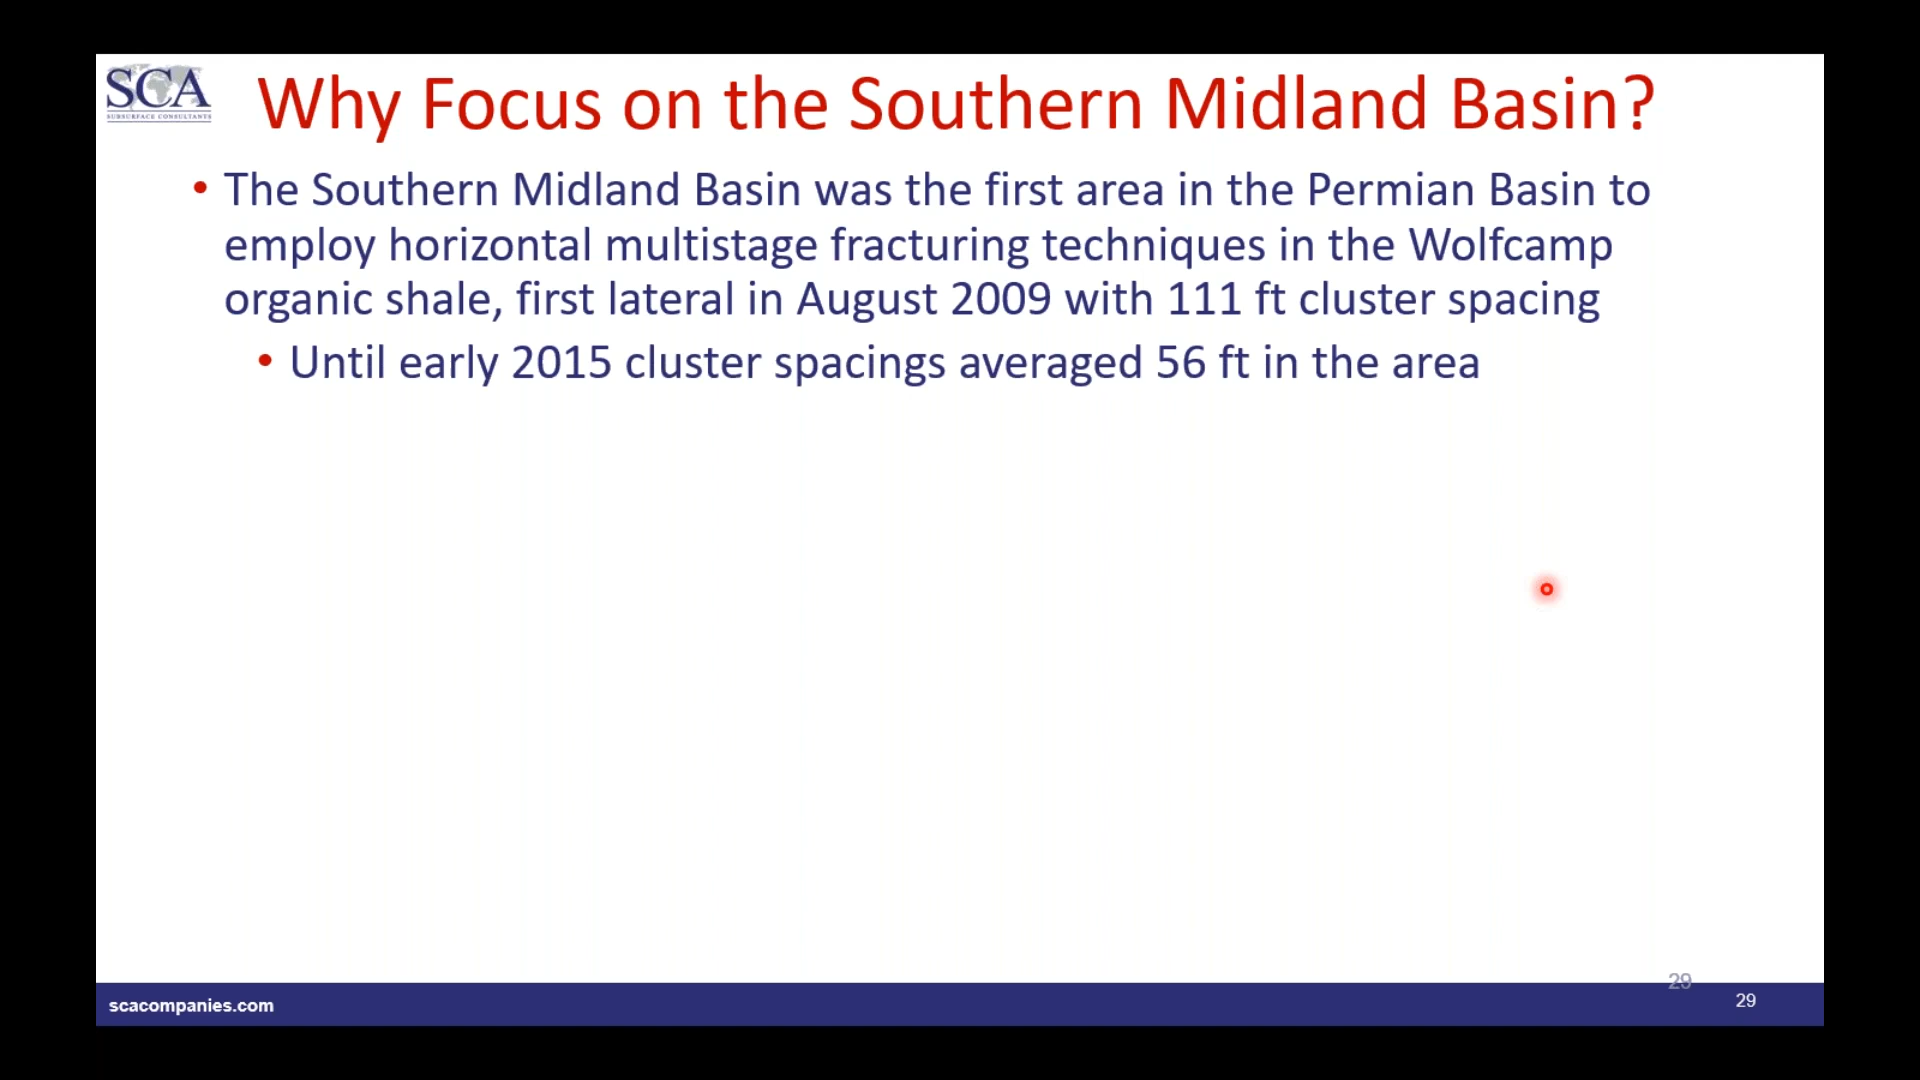 SCA
SUBSURFACE CONSULTANTS
Why Focus on the Southern Midland Basin?
• The Southern Midland Basin was the first area in the Permian Basin to
employ horizontal multistage fracturing techniques in the Wolfcamp
organic shale, first lateral in August 2009 with 111 ft cluster spacing
• Until early 2015 cluster spacings averaged 56 ft in the area
29
scacompanies.com
29